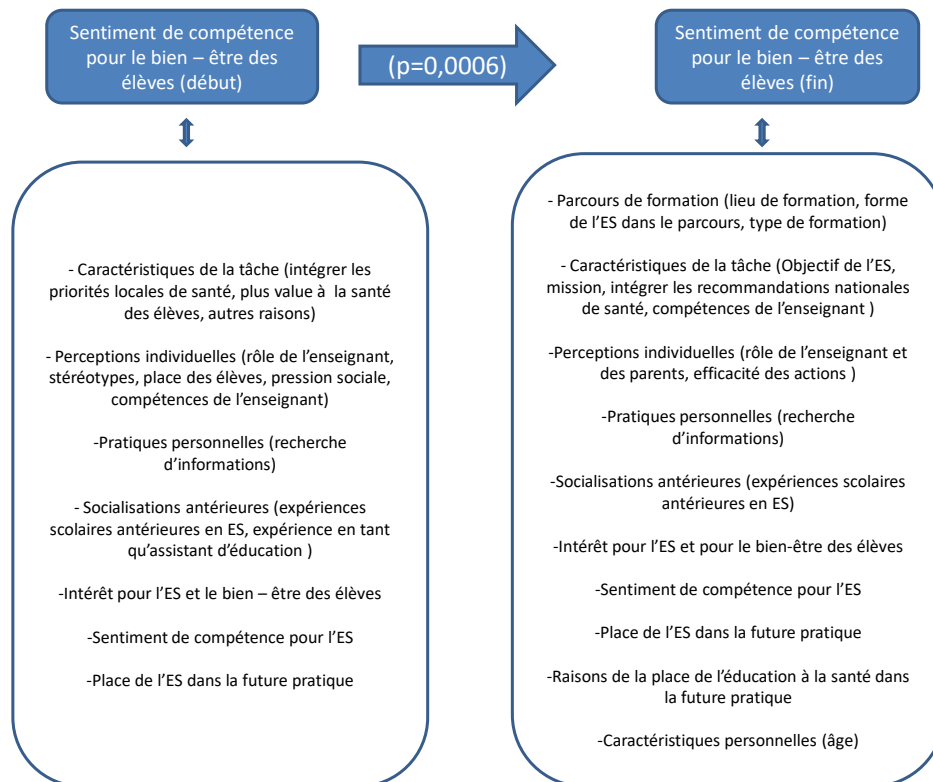 Sentiment de compétence
pour le bien – être des
élèves (début)
(p=0,0006)
Sentiment de compétence
pour le bien – être des
élèves (fin)
- Caractéristiques de la tâche (intégrer les
priorités locales de santé, plus value à  la santé
des élèves, autres raisons)
- Perceptions individuelles (rôle de l’enseignant,
stéréotypes, place des élèves, pression sociale,
compétences de l’enseignant)
-Pratiques personnelles (recherche
d’informations)
- Socialisations antérieures (expériences
scolaires antérieures en ES, expérience en tant
qu’assistant d’éducation )
-Intérêt pour l’ES et le bien – être des élèves
-Sentiment de compétence pour l’ES
-Place de l’ES dans la future pratique
- Parcours de formation (lieu de formation, forme
de l’ES dans le parcours, type de formation)
- Caractéristiques de la tâche (Objectif de l’ES,
mission, intégrer les recommandations nationales
de santé, compétences de l’enseignant )
-Perceptions individuelles (rôle de l’enseignant et
des parents, efficacité des actions )
-Pratiques personnelles (recherche
d’informations)
-Socialisations antérieures (expériences scolaires
antérieures en ES)
-Intérêt pour l’ES et pour le bien-être des élèves
-Sentiment de compétence pour l’ES
-Place de l’ES dans la future pratique
-Raisons de la place de l’éducation à la santé dans
la future pratique
-Caractéristiques personnelles (âge)